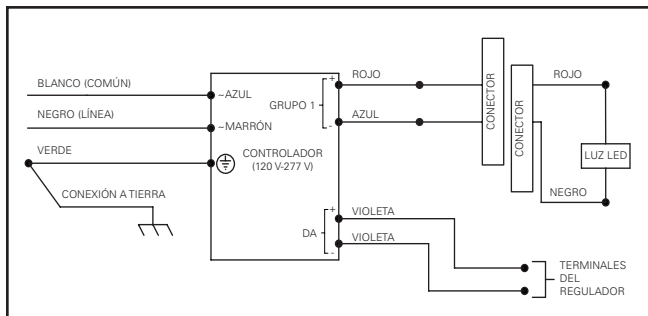 BLANCO (COMÚN)
NEGRO (LÍNEA)
VERDE
CONEXIÓN A TIERRA
~AZUL
~MARRÓN
GRUPO 1
+
-
CONTROLADOR
(120 V-277 V)
DA
+
-
ROJO
AZUL
VIOLETA
VIOLETA
CONECTOR
CONECTOR
ROJO
LUZ LED
NEGRO
TERMINALES
DEL
REGULADOR